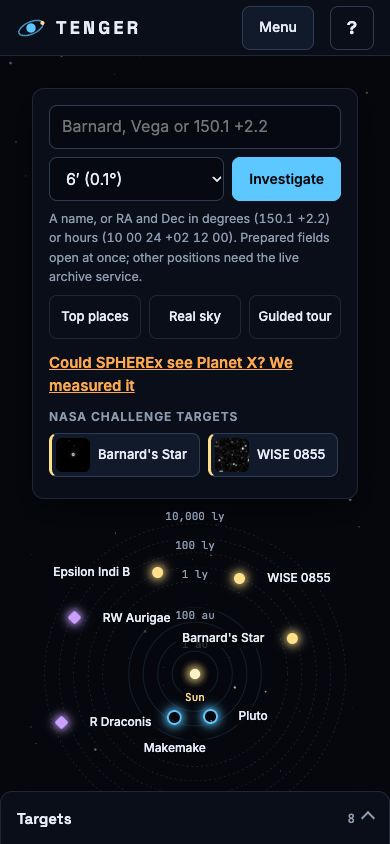 TENGER
Menu
?
Barnard, Vega or 150.1 +2.2
6′ (0.1°)
Investigate
A name, or RA and Dec in degrees (150.1 +2.2)
or hours (10 00 24 +02 12 00). Prepared fields
open at once; other positions need the live
archive service.
Top places
Real sky
Guided tour
Could SPHEREx see Planet X? We
measured it
NASA CHALLENGE TARGETS
Barnard's Star
WISE 0855
10,000 ly
100 ly
Epsilon Indi B
1 ly
WISE 0855
RW Aurigae
100 au
Barnard's Star
1 au
Sun
R Draconis
Pluto
Makemake
Targets
8